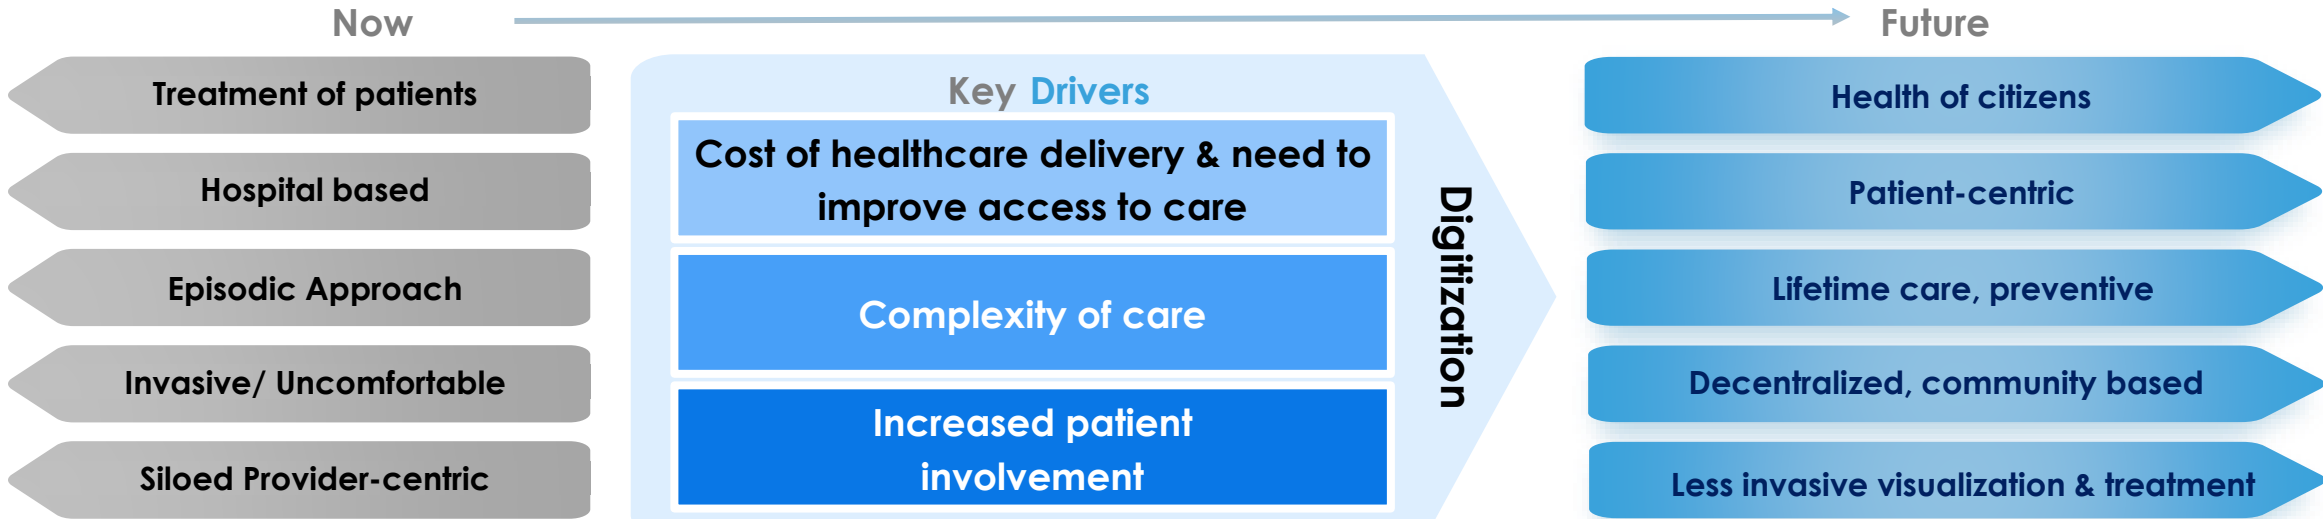 Now
Future
Treatment of patients
Hospital based
Episodic Approach
Invasive/ Uncomfortable
Siloed Provider-centric
Key Drivers
Cost of healthcare delivery & need to
improve access to care
Complexity of care
Increased patient
involvement
Digitization
Health of citizens
Patient-centric
Lifetime care, preventive
Decentralized, community based
Less invasive visualization & treatment